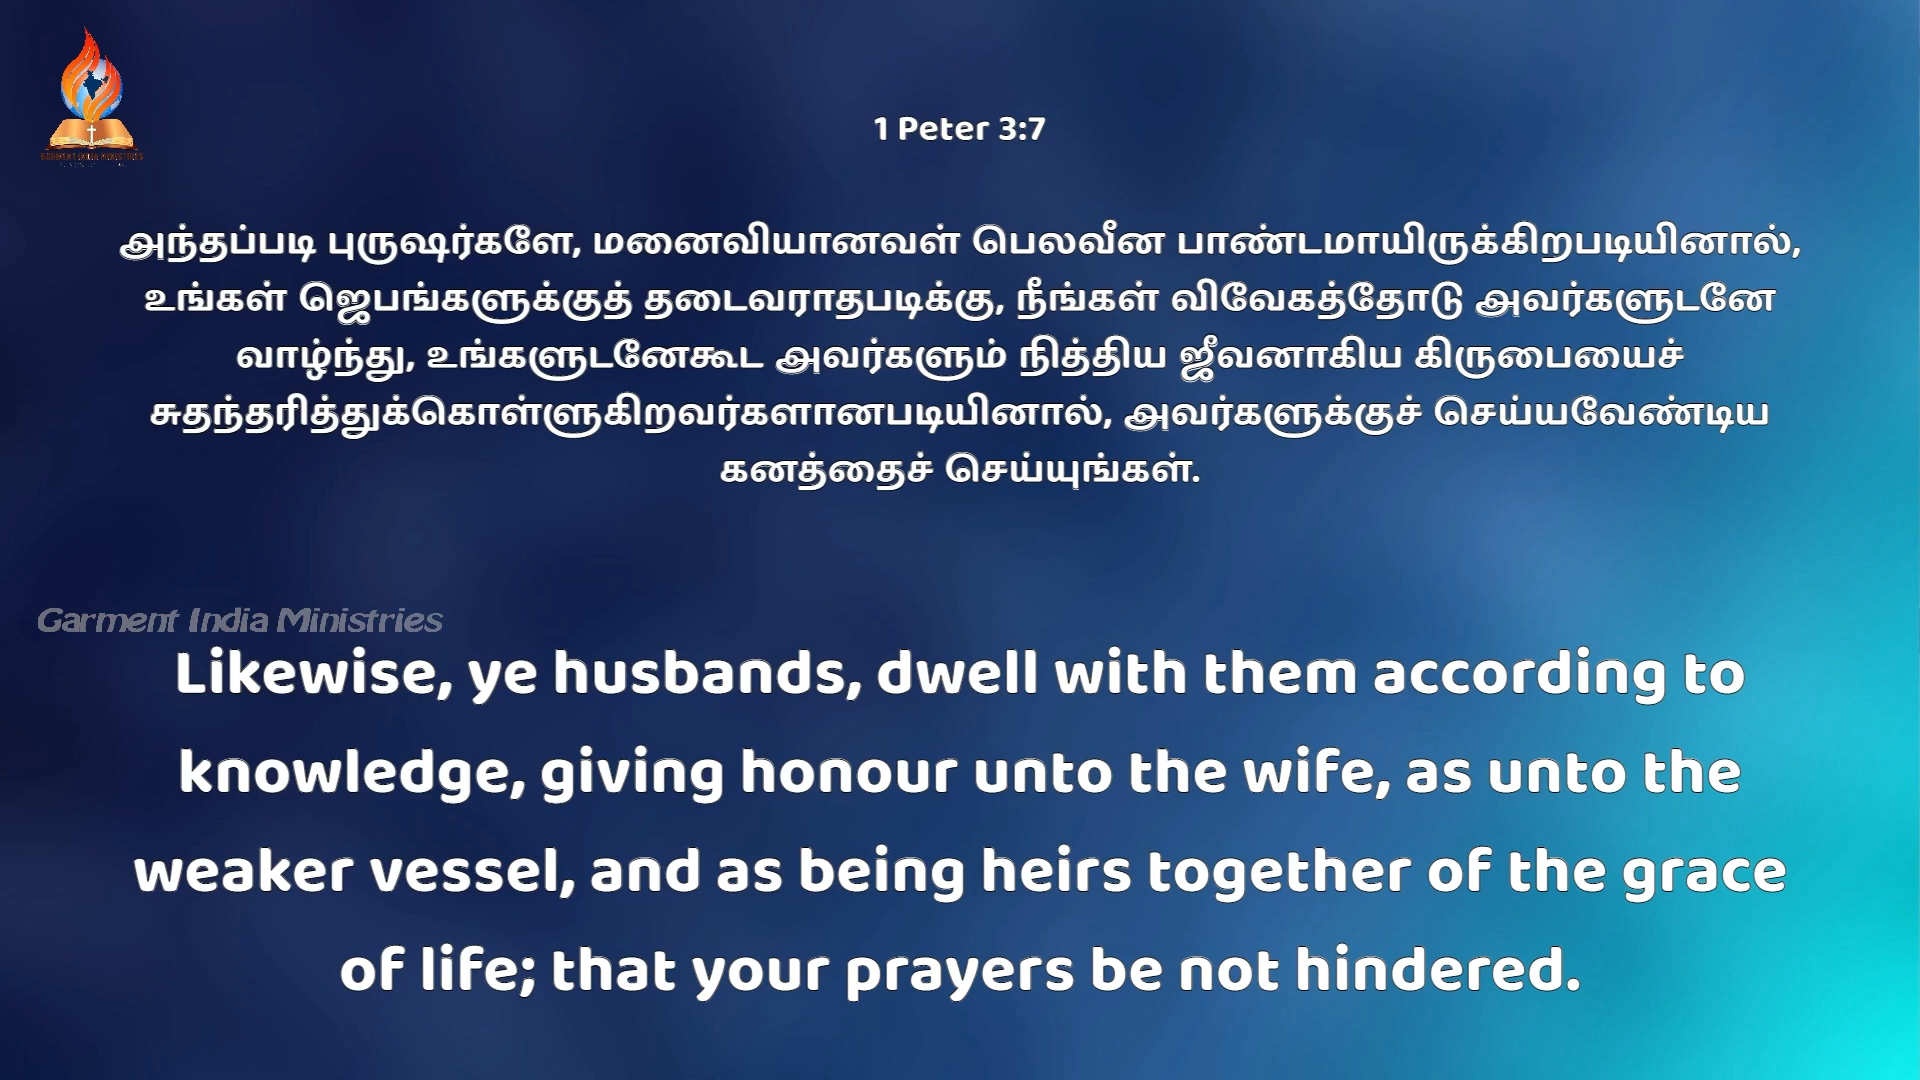 GARMENT INDIA MINISTRIES
1 Peter 3:7
அந்தப்படி புருஷர்களே, மனைவியானவள் பெலவீன பாண்டமாயிருக்கிறபடியினால்,
உங்கள் ஜெபங்களுக்குத் தடைவராதபடிக்கு, நீங்கள் விவேகத்தோடு அவர்களுடனே
வாழ்ந்து, உங்களுடனேகூட அவர்களும் நித்திய ஜீவனாகிய கிருபையைச்
சுதந்தரித்துக்கொள்ளுகிறவர்களானபடியினால், அவர்களுக்குச் செய்யவேண்டிய
கனத்தைச் செய்யுங்கள்.
Garment India Ministries
Likewise, ye husbands, dwell with them according to
knowledge, giving honour unto the wife, as unto the
weaker vessel, and as being heirs together of the grace
of life; that your prayers be not hindered.